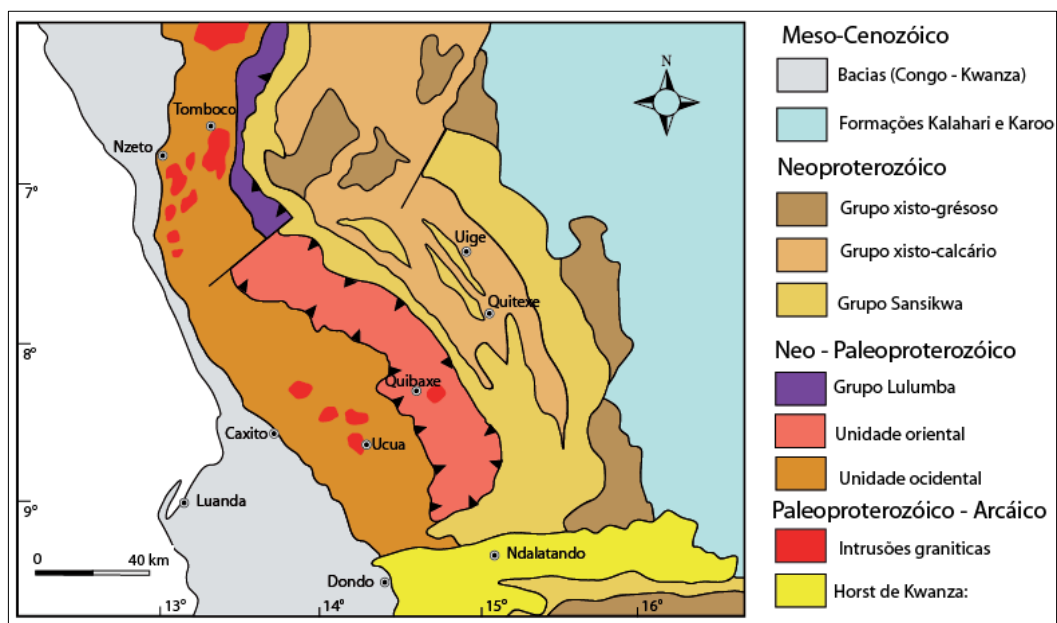 N
Tomboco
Nzeto
7°
Uige
Quitexe
8°
Quibaxe
Caxito
Ucua
Luanda
9°
0 40 km
Ndalatando
Dondo
13° 14° 15° 16°
Meso-Cenozóico
Bacias (Congo - Kwanza)
Formações Kalahari e Karoo
Neoproterozóico
Grupo xisto-grésoso
Grupo xisto-calcário
Grupo Sansikwa
Neo - Paleoproterozóico
Grupo Lulumba
Unidade oriental
Unidade ocidental
Paleoproterozóico - Arcáico
Intrusões graniticas
Horst de Kwanza: